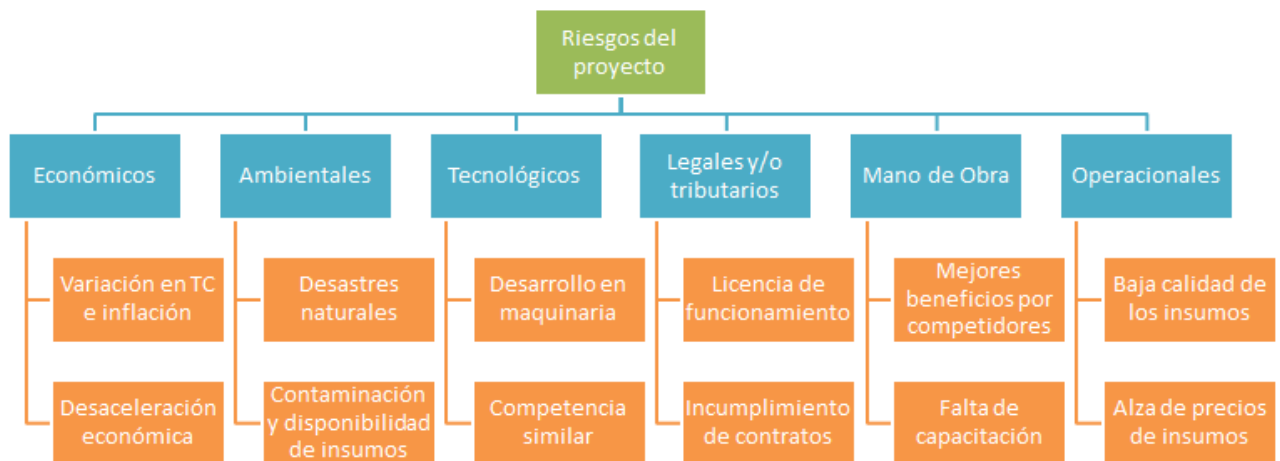 Riesgos del
proyecto
Económicos
Ambientales
Tecnológicos
Legales y/o
tributarios
Mano de Obra
Operacionales
Variación en TC
e inflación
Desastres
naturales
Desarrollo en
maquinaria
Licencia de
funcionamiento
Mejores
beneficios por
competidores
Baja calidad de
los insumos
Desaceleración
económica
Contaminación
y disponibilidad
de insumos
Competencia
similar
Incumplimiento
de contratos
Falta de
capacitación
Alza de precios
de insumos